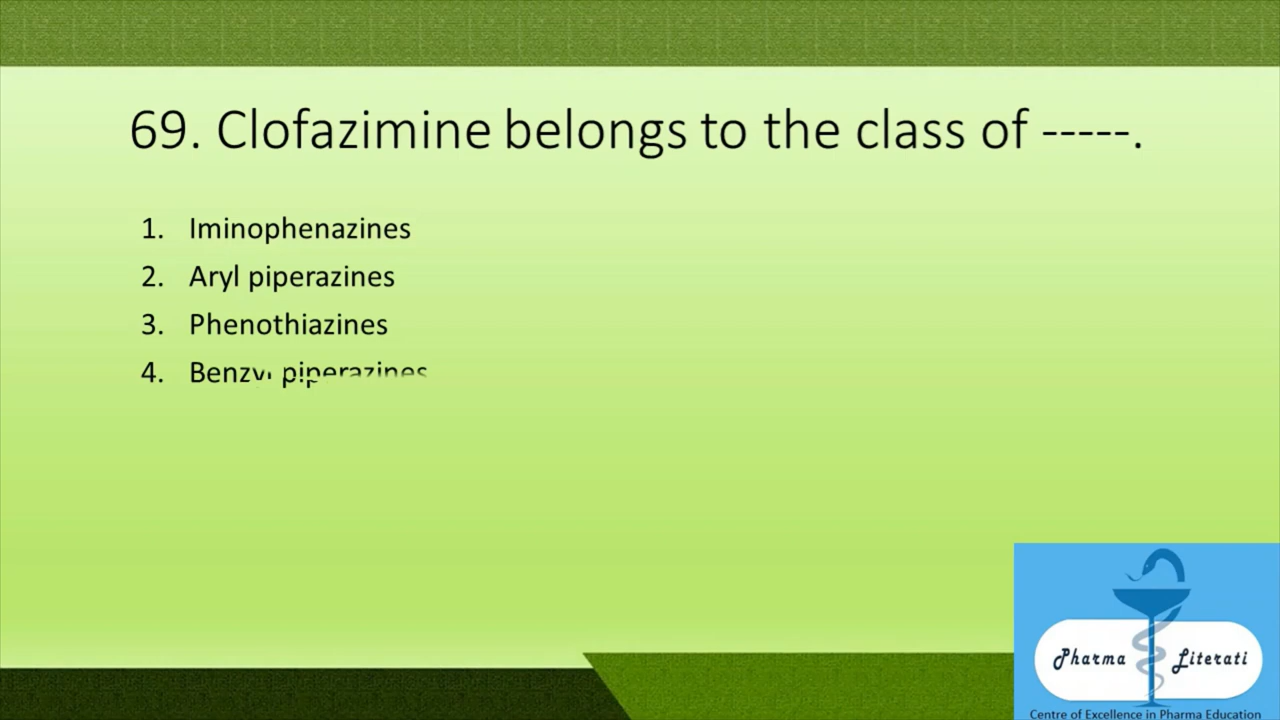 69. Clofazimine belongs to the class of -----.
1. Iminophenazines
2. Aryl piperazines
3. Phenothiazines
4. Benzyl piperazines
Pharma Literati
Centre of Excellence in Pharma Education